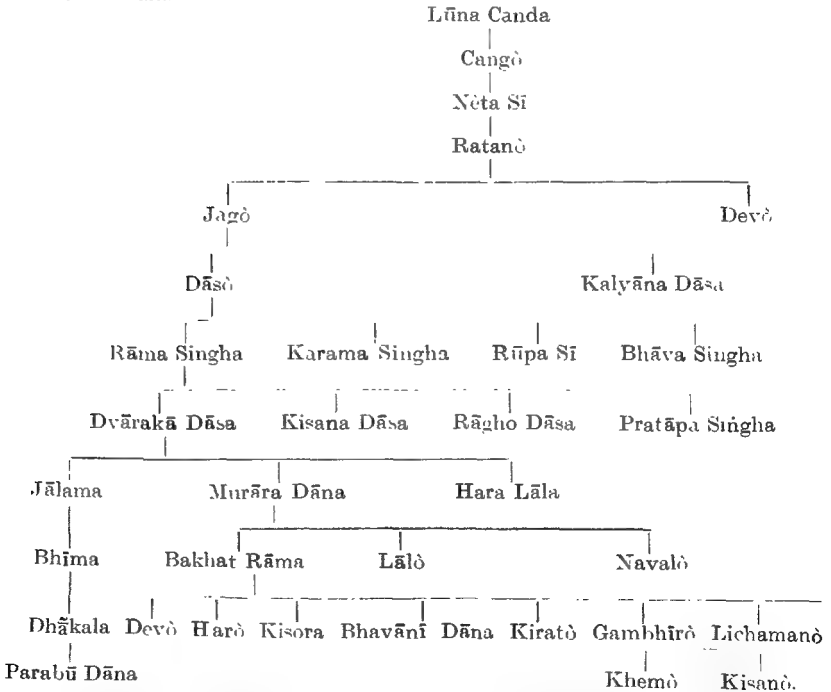 Lūna Canda
Cangò
Nèta Sī
Ratanò
Jagò Devò
Dāsò Kalyāna Dāsa
Rāma Singha Karama Singha Rūpa Sī Bhāva Singha
Dvārakā Dāsa Kisana Dāsa Rāgho Dāsa Pratāpa Siṅgha
Jālama Murāra Dāna Hara Lāla
Bhīma Bakhat Rāma Lālò Navalò
Dhā̃kala Devò Harò Kisora Bhavānī Dāna Kiratò Gambhīrò Lichamanò
Parabū Dāna Khemò Kisanò.